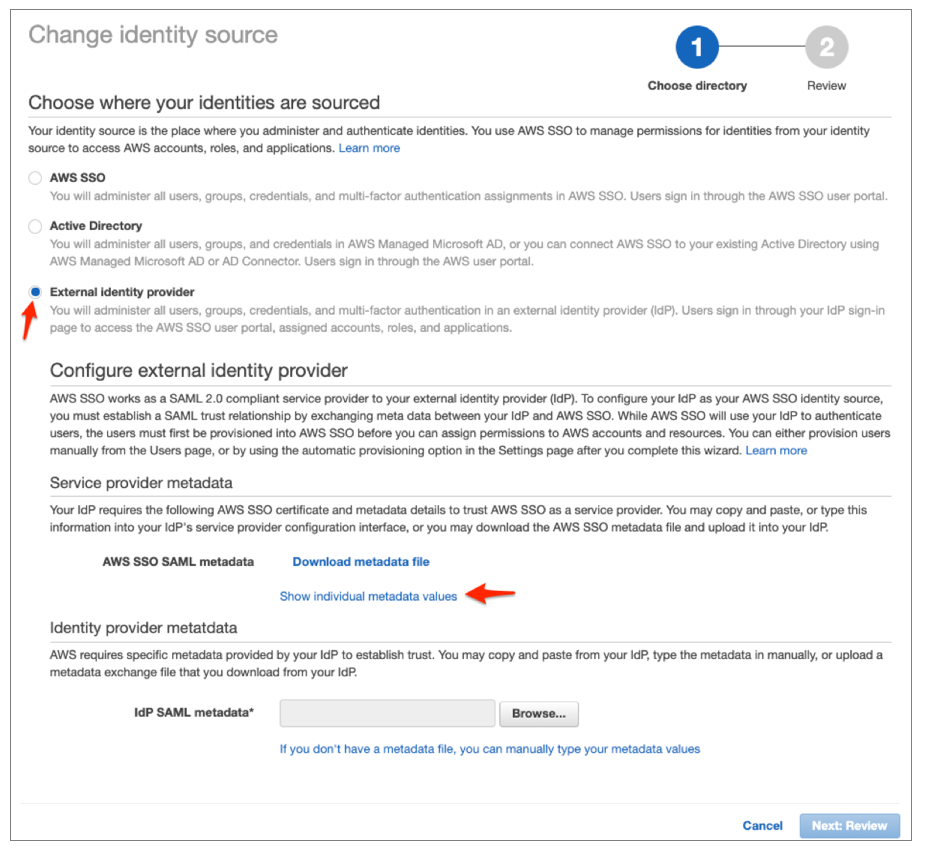 Change identity source
1
2
Choose directory
Review
Choose where your identities are sourced
Your identity source is the place where you administer and authenticate identities. You use AWS SSO to manage permissions for identities from your identity
source to access AWS accounts, roles, and applications. Learn more
AWS SSO
You will administer all users, groups, credentials, and multi-factor authentication assignments in AWS SSO. Users sign in through the AWS SSO user portal.
Active Directory
You will administer all users, groups, and credentials in AWS Managed Microsoft AD, or you can connect AWS SSO to your existing Active Directory using
AWS Managed Microsoft AD or AD Connector. Users sign in through the AWS user portal.
External identity provider
You will administer all users, groups, credentials, and multi-factor authentication in an external identity provider (IdP). Users sign in through your IdP sign-in
page to access the AWS SSO user portal, assigned accounts, roles, and applications.
Configure external identity provider
AWS SSO works as a SAML 2.0 compliant service provider to your external identity provider (IdP). To configure your IdP as your AWS SSO identity source,
you must establish a SAML trust relationship by exchanging meta data between your IdP and AWS SSO. While AWS SSO will use your IdP to authenticate
users, the users must first be provisioned into AWS SSO before you can assign permissions to AWS accounts and resources. You can either provision users
manually from the Users page, or by using the automatic provisioning option in the Settings page after you complete this wizard. Learn more
Service provider metadata
Your IdP requires the following AWS SSO certificate and metadata details to trust AWS SSO as a service provider. You may copy and paste, or type this
information into your IdP's service provider configuration interface, or you may download the AWS SSO metadata file and upload it into your IdP.
AWS SSO SAML metadata
Download metadata file
Show individual metadata values
Identity provider metatdata
AWS requires specific metadata provided by your IdP to establish trust. You may copy and paste from your IdP, type the metadata in manually, or upload a
metadata exchange file that you download from your IdP.
IdP SAML metadata*
Browse...
If you don't have a metadata file, you can manually type your metadata values
Cancel
Next: Review